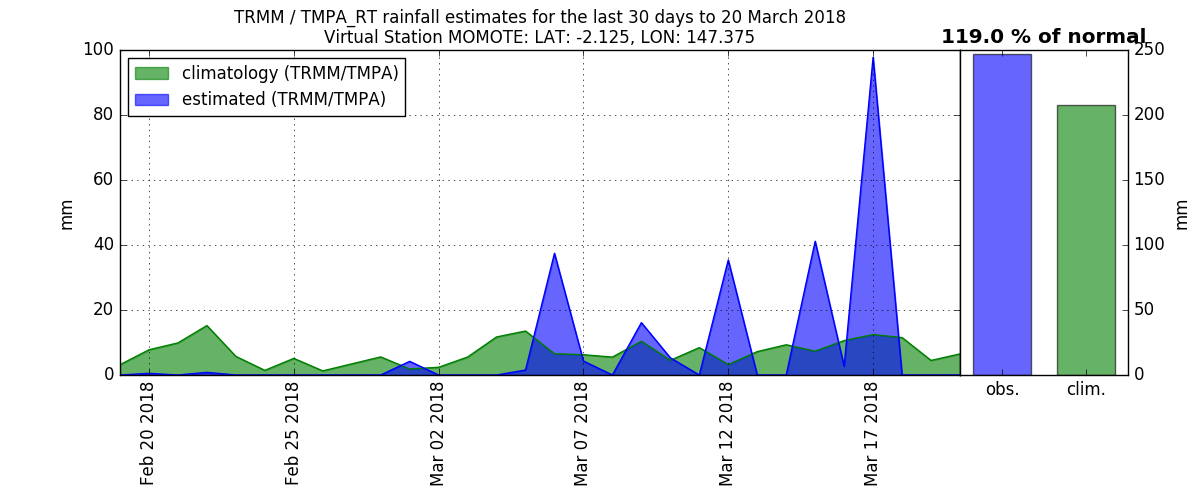 TRMM / TMPA_RT rainfall estimates for the last 30 days to 20 March 2018
Virtual Station MOMOTE: LAT: -2.125, LON: 147.375
119.0 % of normal
climatology (TRMM/TMPA)
estimated (TRMM/TMPA)
100
80
60
40
20
0
mm
Feb 20 2018
Feb 25 2018
Mar 02 2018
Mar 07 2018
Mar 12 2018
Mar 17 2018
250
200
150
100
50
0
mm
obs.
clim.